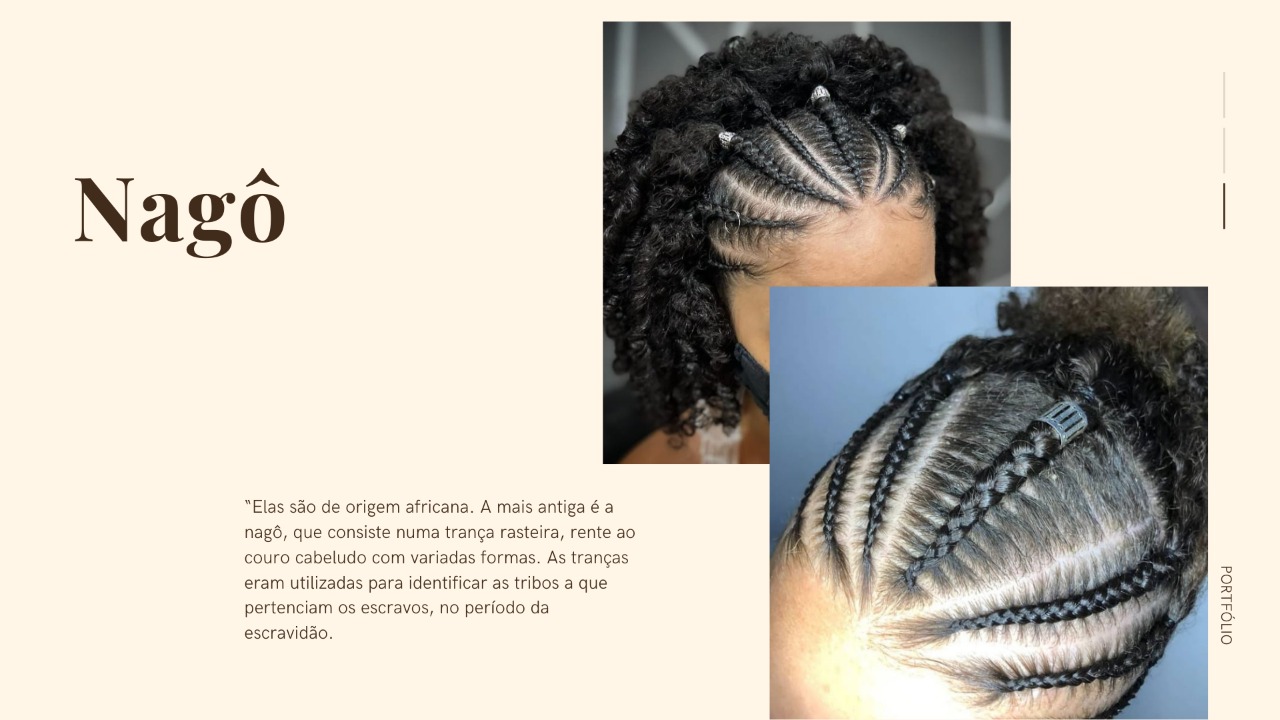 Nagô
“Elas são de origem africana. A mais antiga é a
nagô, que consiste numa trança rasteira, rente ao
couro cabeludo com variadas formas. As tranças
eram utilizadas para identificar as tribos a que
pertenciam os escravos, no período da
escravidão.
PORTFÓLIO